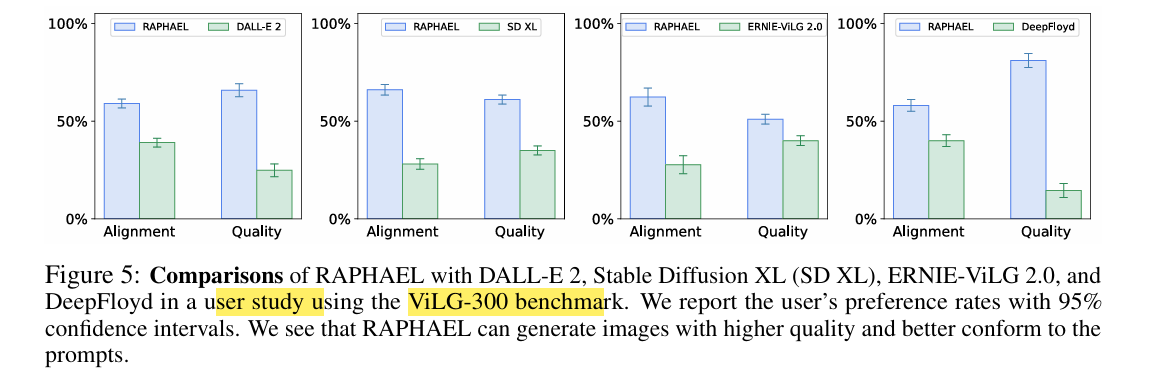 100% RAPHAEL DALL-E 2 100% RAPHAEL SD XL 100% RAPHAEL ERNIE-ViLG 2.0 100% RAPHAEL DeepFloyd
50% 50% 50% 50%
0% 0% 0% 0%
Alignment Quality Alignment Quality Alignment Quality Alignment Quality
Figure 5: Comparisons of RAPHAEL with DALL-E 2, Stable Diffusion XL (SD XL), ERNIE-ViLG 2.0, and
DeepFloyd in a user study using the ViLG-300 benchmark. We report the user's preference rates with 95%
confidence intervals. We see that RAPHAEL can generate images with higher quality and better conform to the
prompts.